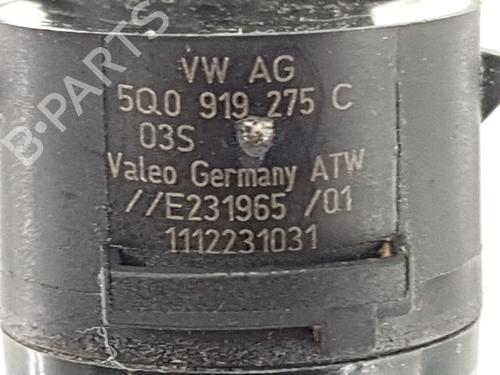 B-PARTS
VW AG
5Q0 919 275 C
03S
Valeo Germany ATW
//E231965 /01
1112231031